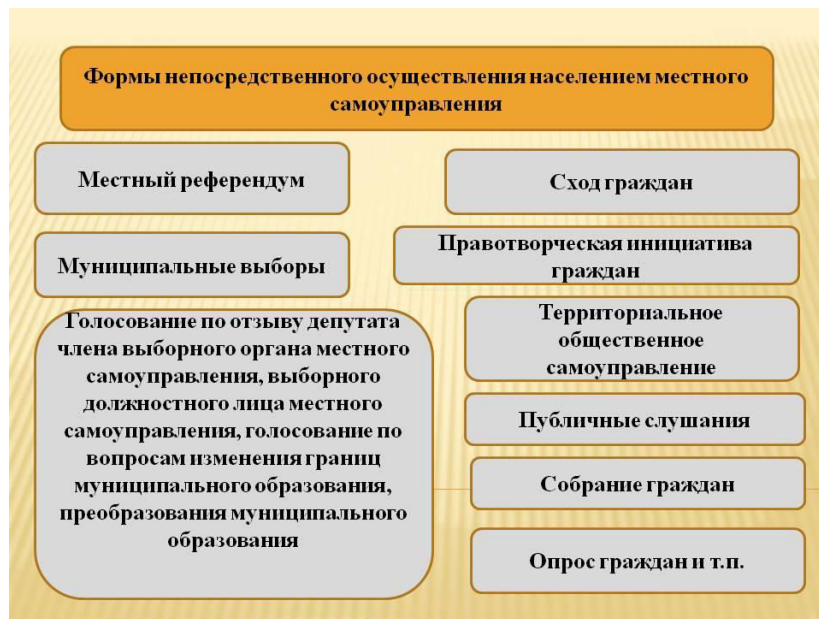 Формы непосредственного осуществления населением местного
самоуправления
Местный референдум
Муниципальные выборы
Голосование по отзыву депутата
члена выборного органа местного
самоуправления, выборного
должностного лица местного
самоуправления, голосование по
вопросам изменения границ
муниципального образования,
преобразования муниципального
образования
Сход граждан
Правотворческая инициатива
граждан
Территориальное
общественное
самоуправление
Публичные слушания
Собрание граждан
Опрос граждан и т.п.